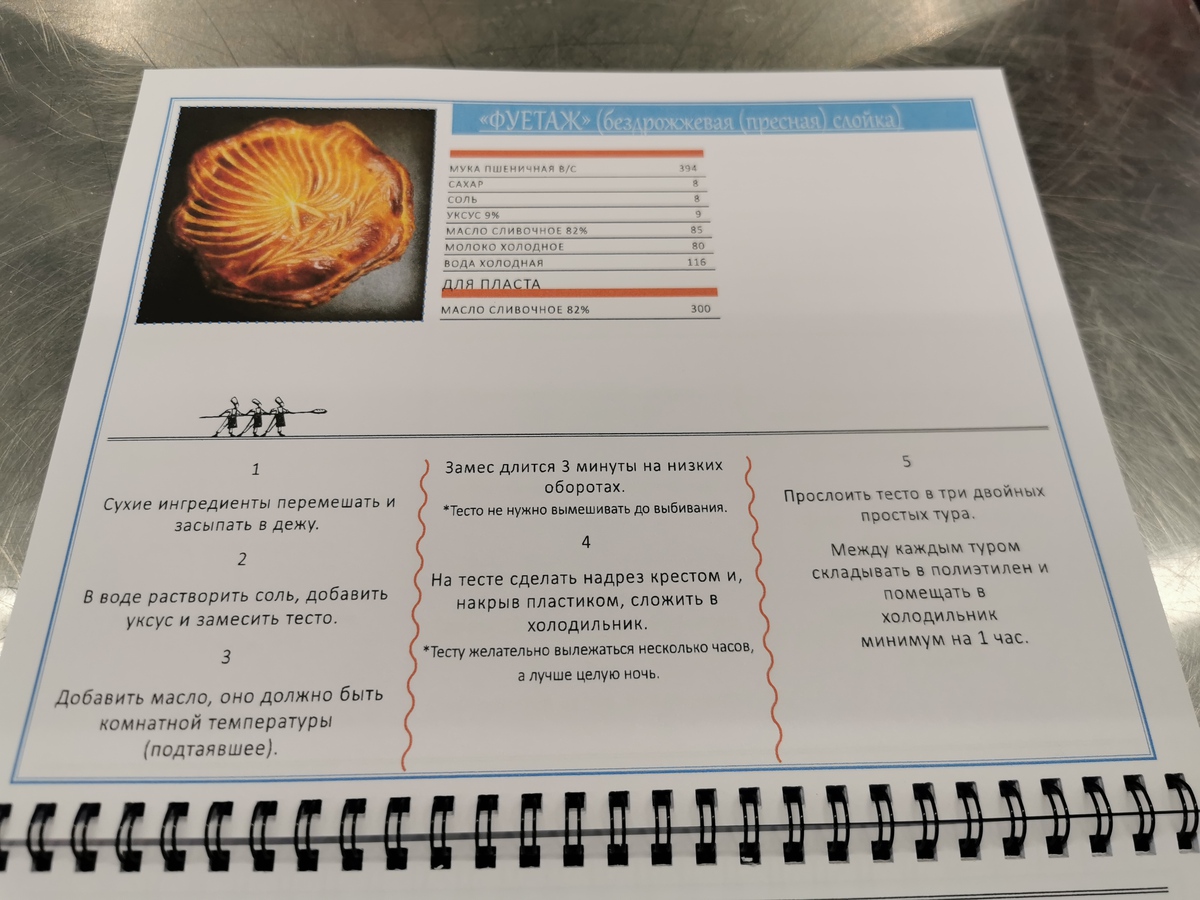 «ФУЕТАЖ» (бездрожжевая (пресная) слойка)
МУКА ПШЕНИЧНАЯ В/С 394
САХАР 8
СОЛЬ 8
УКСУС 9% 9
МАСЛО СЛИВОЧНОЕ 82% 85
МОЛОКО ХОЛОДНОЕ 80
ВОДА ХОЛОДНАЯ 116
ДЛЯ ПЛАСТА
МАСЛО СЛИВОЧНОЕ 82% 300
1
Сухие ингредиенты перемешать и
засыпать в дежу.
2
В воде растворить соль, добавить
уксус и замесить тесто.
3
Добавить масло, оно должно быть
комнатной температуры
(подтаявшее).
Замес длится 3 минуты на низких
оборотах.
*Тесто не нужно вымешивать до выбивания.
4
На тесте сделать надрез крестом и,
накрыв пластиком, сложить в
холодильник.
*Тесту желательно вылежаться несколько часов,
а лучше целую ночь.
5
Прослоить тесто в три двойных
простых тура.
Между каждым туром
складывать в полиэтилен и
помещать в
холодильник
минимум на 1 час.